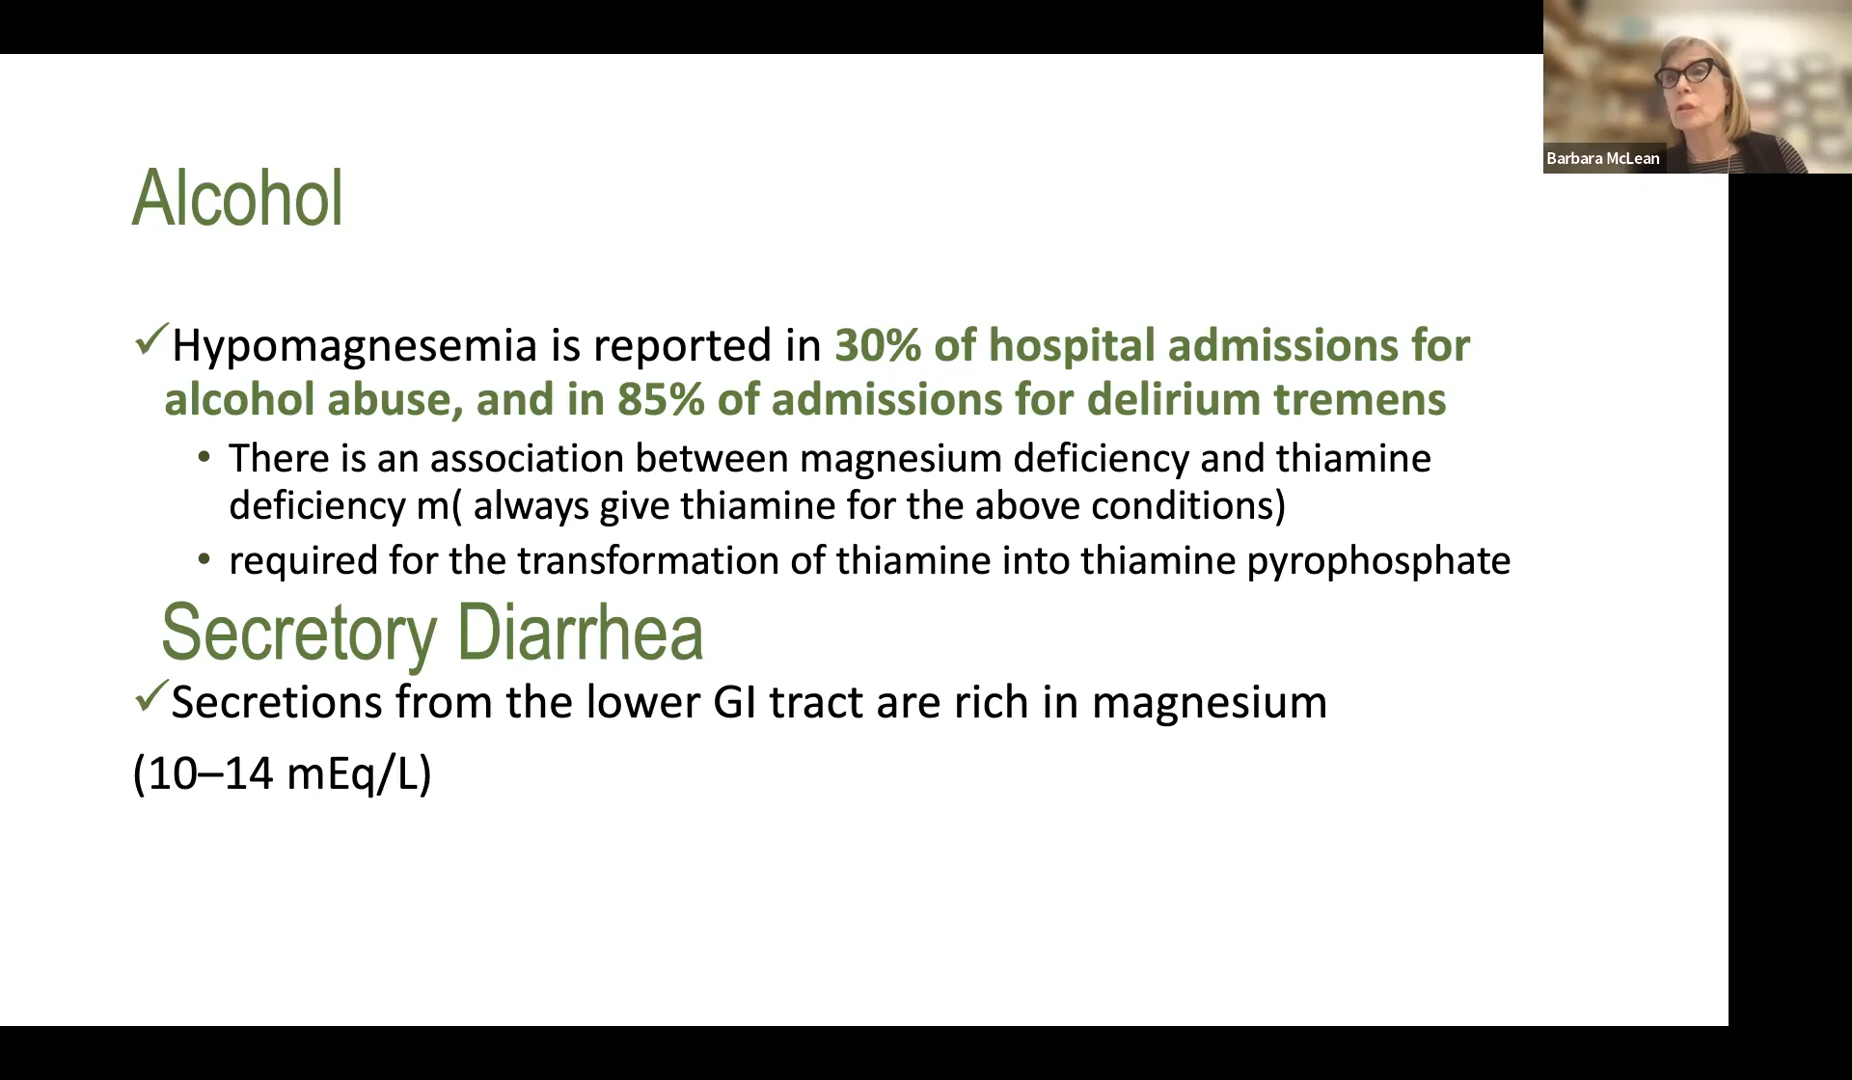 Barbara McLean
Alcohol
✓Hypomagnesemia is reported in 30% of hospital admissions for
alcohol abuse, and in 85% of admissions for delirium tremens
• There is an association between magnesium deficiency and thiamine
deficiency m( always give thiamine for the above conditions)
• required for the transformation of thiamine into thiamine pyrophosphate
Secretory Diarrhea
✓Secretions from the lower GI tract are rich in magnesium
(10–14 mEq/L)